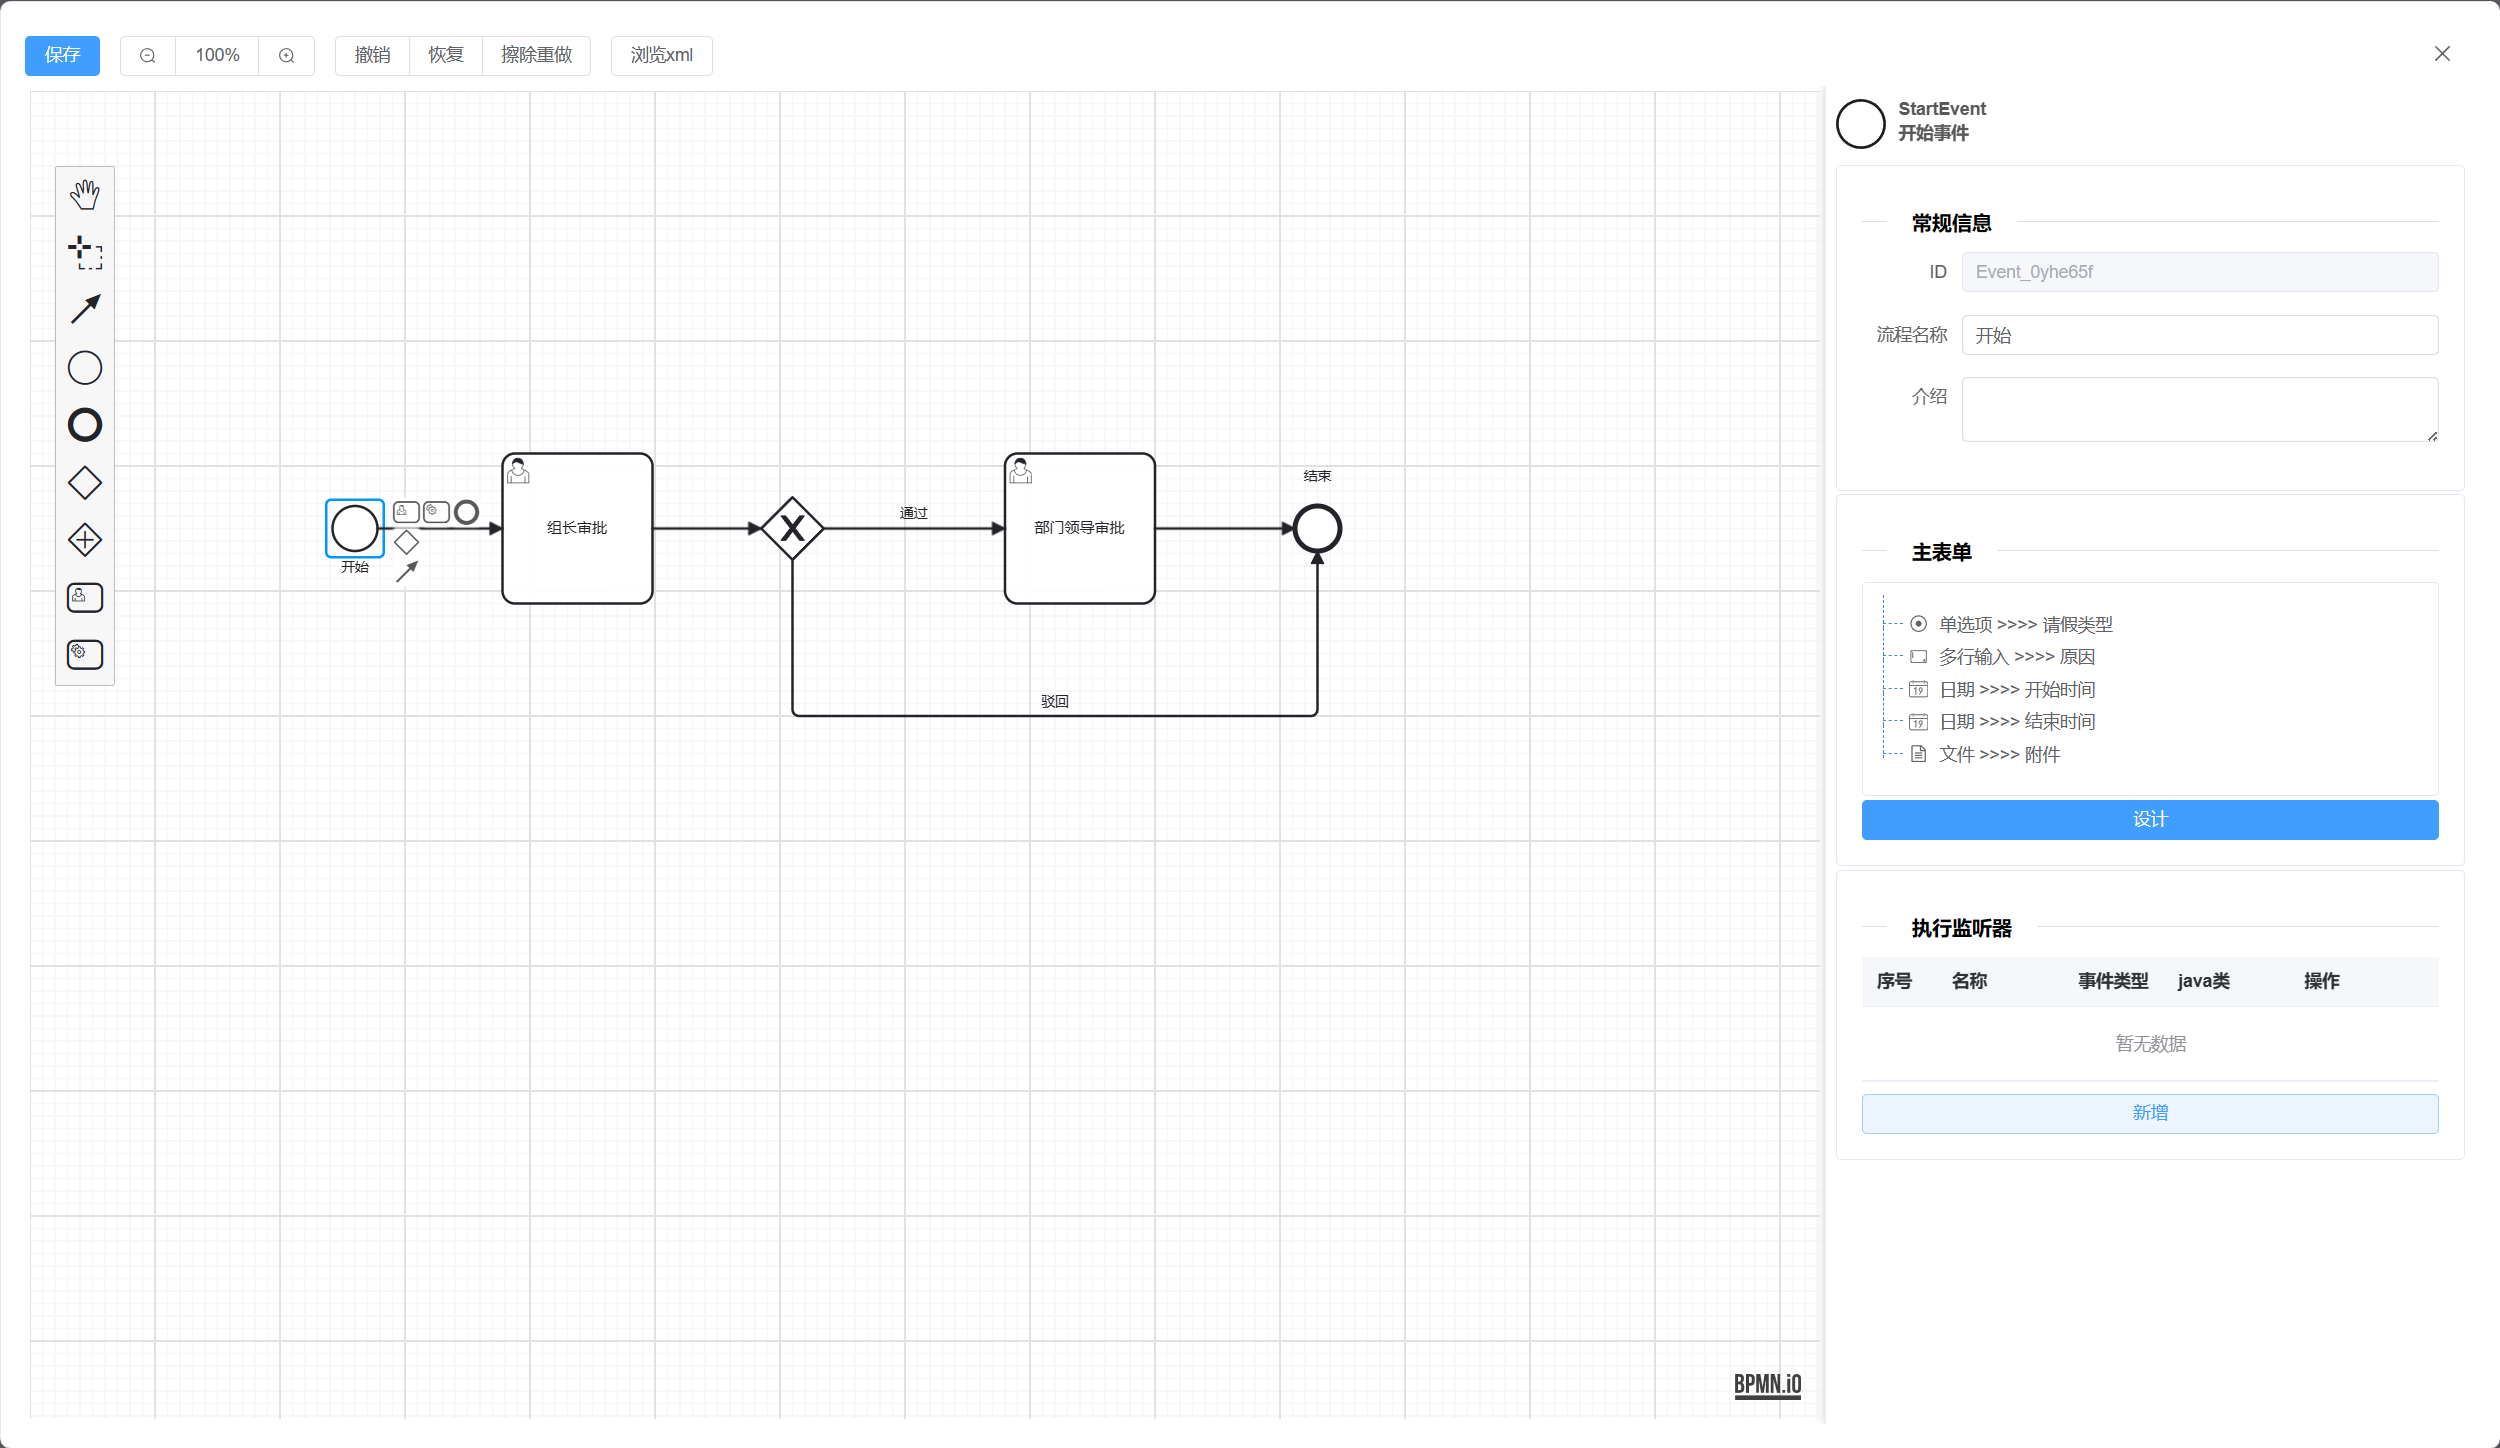 保存
100%
撤销
恢复
擦除重做
浏览xml
StartEvent
开始事件
常规信息
ID
Event_0yhe65f
流程名称
开始
介绍
开始
组长审批
通过
部门领导审批
结束
驳回
主表单
单选项 >>>> 请假类型
多行输入 >>>> 原因
19 日期 >>>> 开始时间
19 日期 >>>> 结束时间
文件 >>>> 附件
设计
执行监听器
序号 名称 事件类型 java类 操作
暂无数据
新增
BPMN.iO